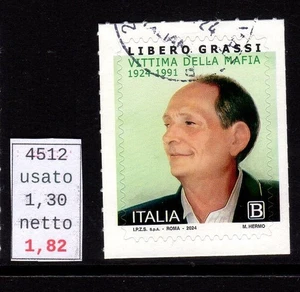 LIBERO GRASSI
VITTIMA DELLA MAFIA
1924-1991
4512
usato
1,30
netto
1,82
ITALIA B
I.P.Z.S. S.p.A. - ROMA - 2024 M. HERMO